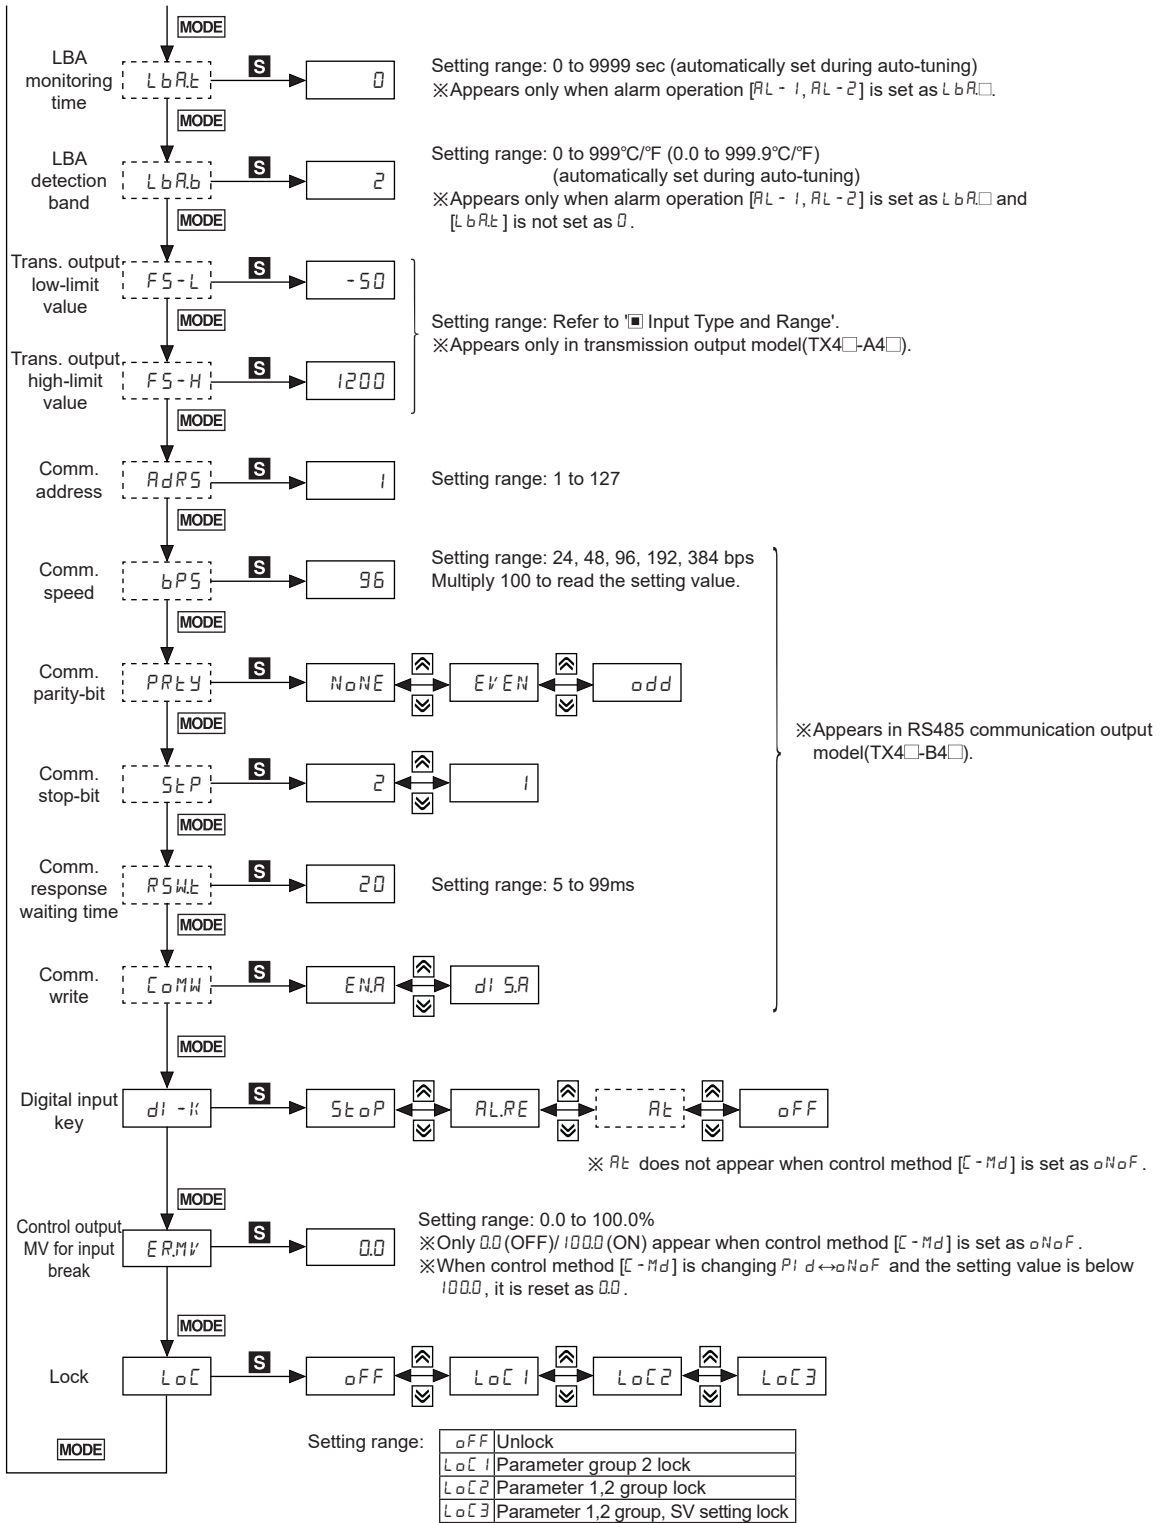 MODE
LBA
monitoring
time
LbA.t
S
0
Setting range: 0 to 9999 sec (automatically set during auto-tuning)
※Appears only when alarm operation [AL-1, AL-2] is set as LbA.□.
MODE
LBA
detection
band
LbA.b
S
2
Setting range: 0 to 999°C/°F (0.0 to 999.9°C/°F)
(automatically set during auto-tuning)
※Appears only when alarm operation [AL-1, AL-2] is set as LbA.□ and
[LbA.t] is not set as 0.
MODE
Trans. output
low-limit
value
FS-L
S
-50
MODE
Setting range: Refer to '▣ Input Type and Range'.
※Appears only in transmission output model(TX4□-A4□).
Trans. output
high-limit
value
FS-H
S
1200
MODE
Comm.
address
AdRS
S
1
Setting range: 1 to 127
MODE
Comm.
speed
bPS
S
96
Setting range: 24, 48, 96, 192, 384 bps
Multiply 100 to read the setting value.
MODE
Comm.
parity-bit
PRtY
S
NoNE
EVEN
odd
MODE
※Appears in RS485 communication output
model(TX4□-B4□).
Comm.
stop-bit
StP
S
2
1
MODE
Comm.
response
waiting time
RSW.t
S
20
Setting range: 5 to 99ms
MODE
Comm.
write
CoMW
S
EN.A
dIS.A
MODE
Digital input
key
dI-K
S
StoP
AL.RE
At
oFF
※ At does not appear when control method [C-Md] is set as oNoF.
MODE
Control output
MV for input
break
ER.MV
S
0.0
Setting range: 0.0 to 100.0%
※Only 0.0 (OFF)/ 100.0 (ON) appear when control method [C-Md] is set as oNoF.
※When control method [C-Md] is changing PId↔oNoF and the setting value is below
100.0, it is reset as 0.0.
MODE
Lock
LoC
S
oFF
LoC1
LoC2
LoC3
MODE
Setting range:
oFF Unlock
LoC1 Parameter group 2 lock
LoC2 Parameter 1,2 group lock
LoC3 Parameter 1,2 group, SV setting lock